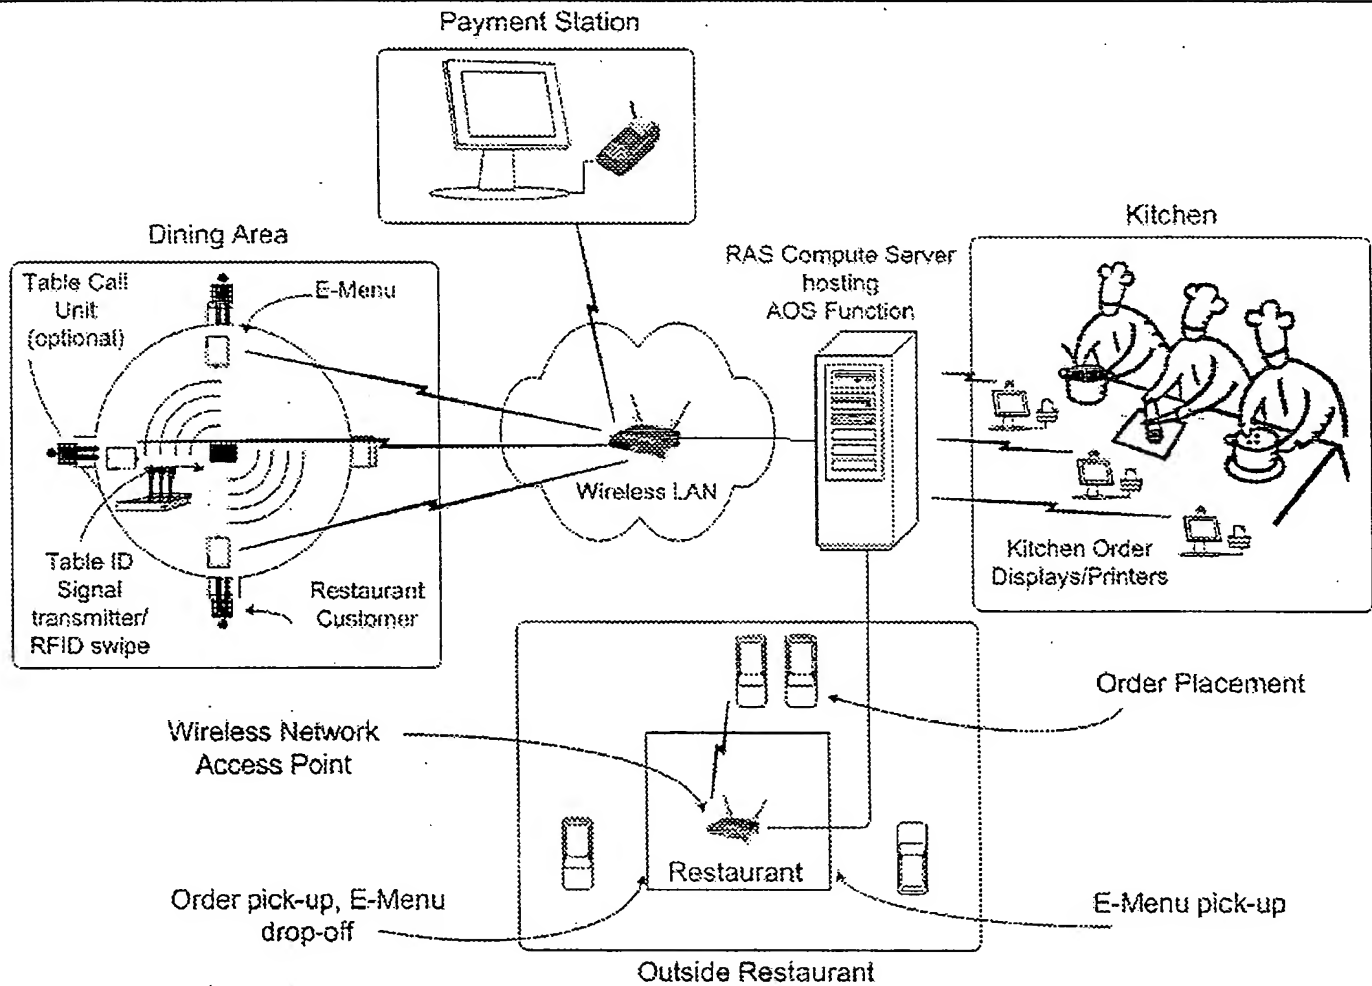 Payment Station
Dining Area
Table Call
Unit
(optional)
E-Menu
Table ID
Signal
transmitter/
RFID swipe
Restaurant
Customer
Wireless LAN
RAS Compute Server
hosting
AOS Function
Kitchen
Kitchen Order
Displays/Printers
Order Placement
Wireless Network
Access Point
Restaurant
Order pick-up, E-Menu
drop-off
E-Menu pick-up
Outside Restaurant